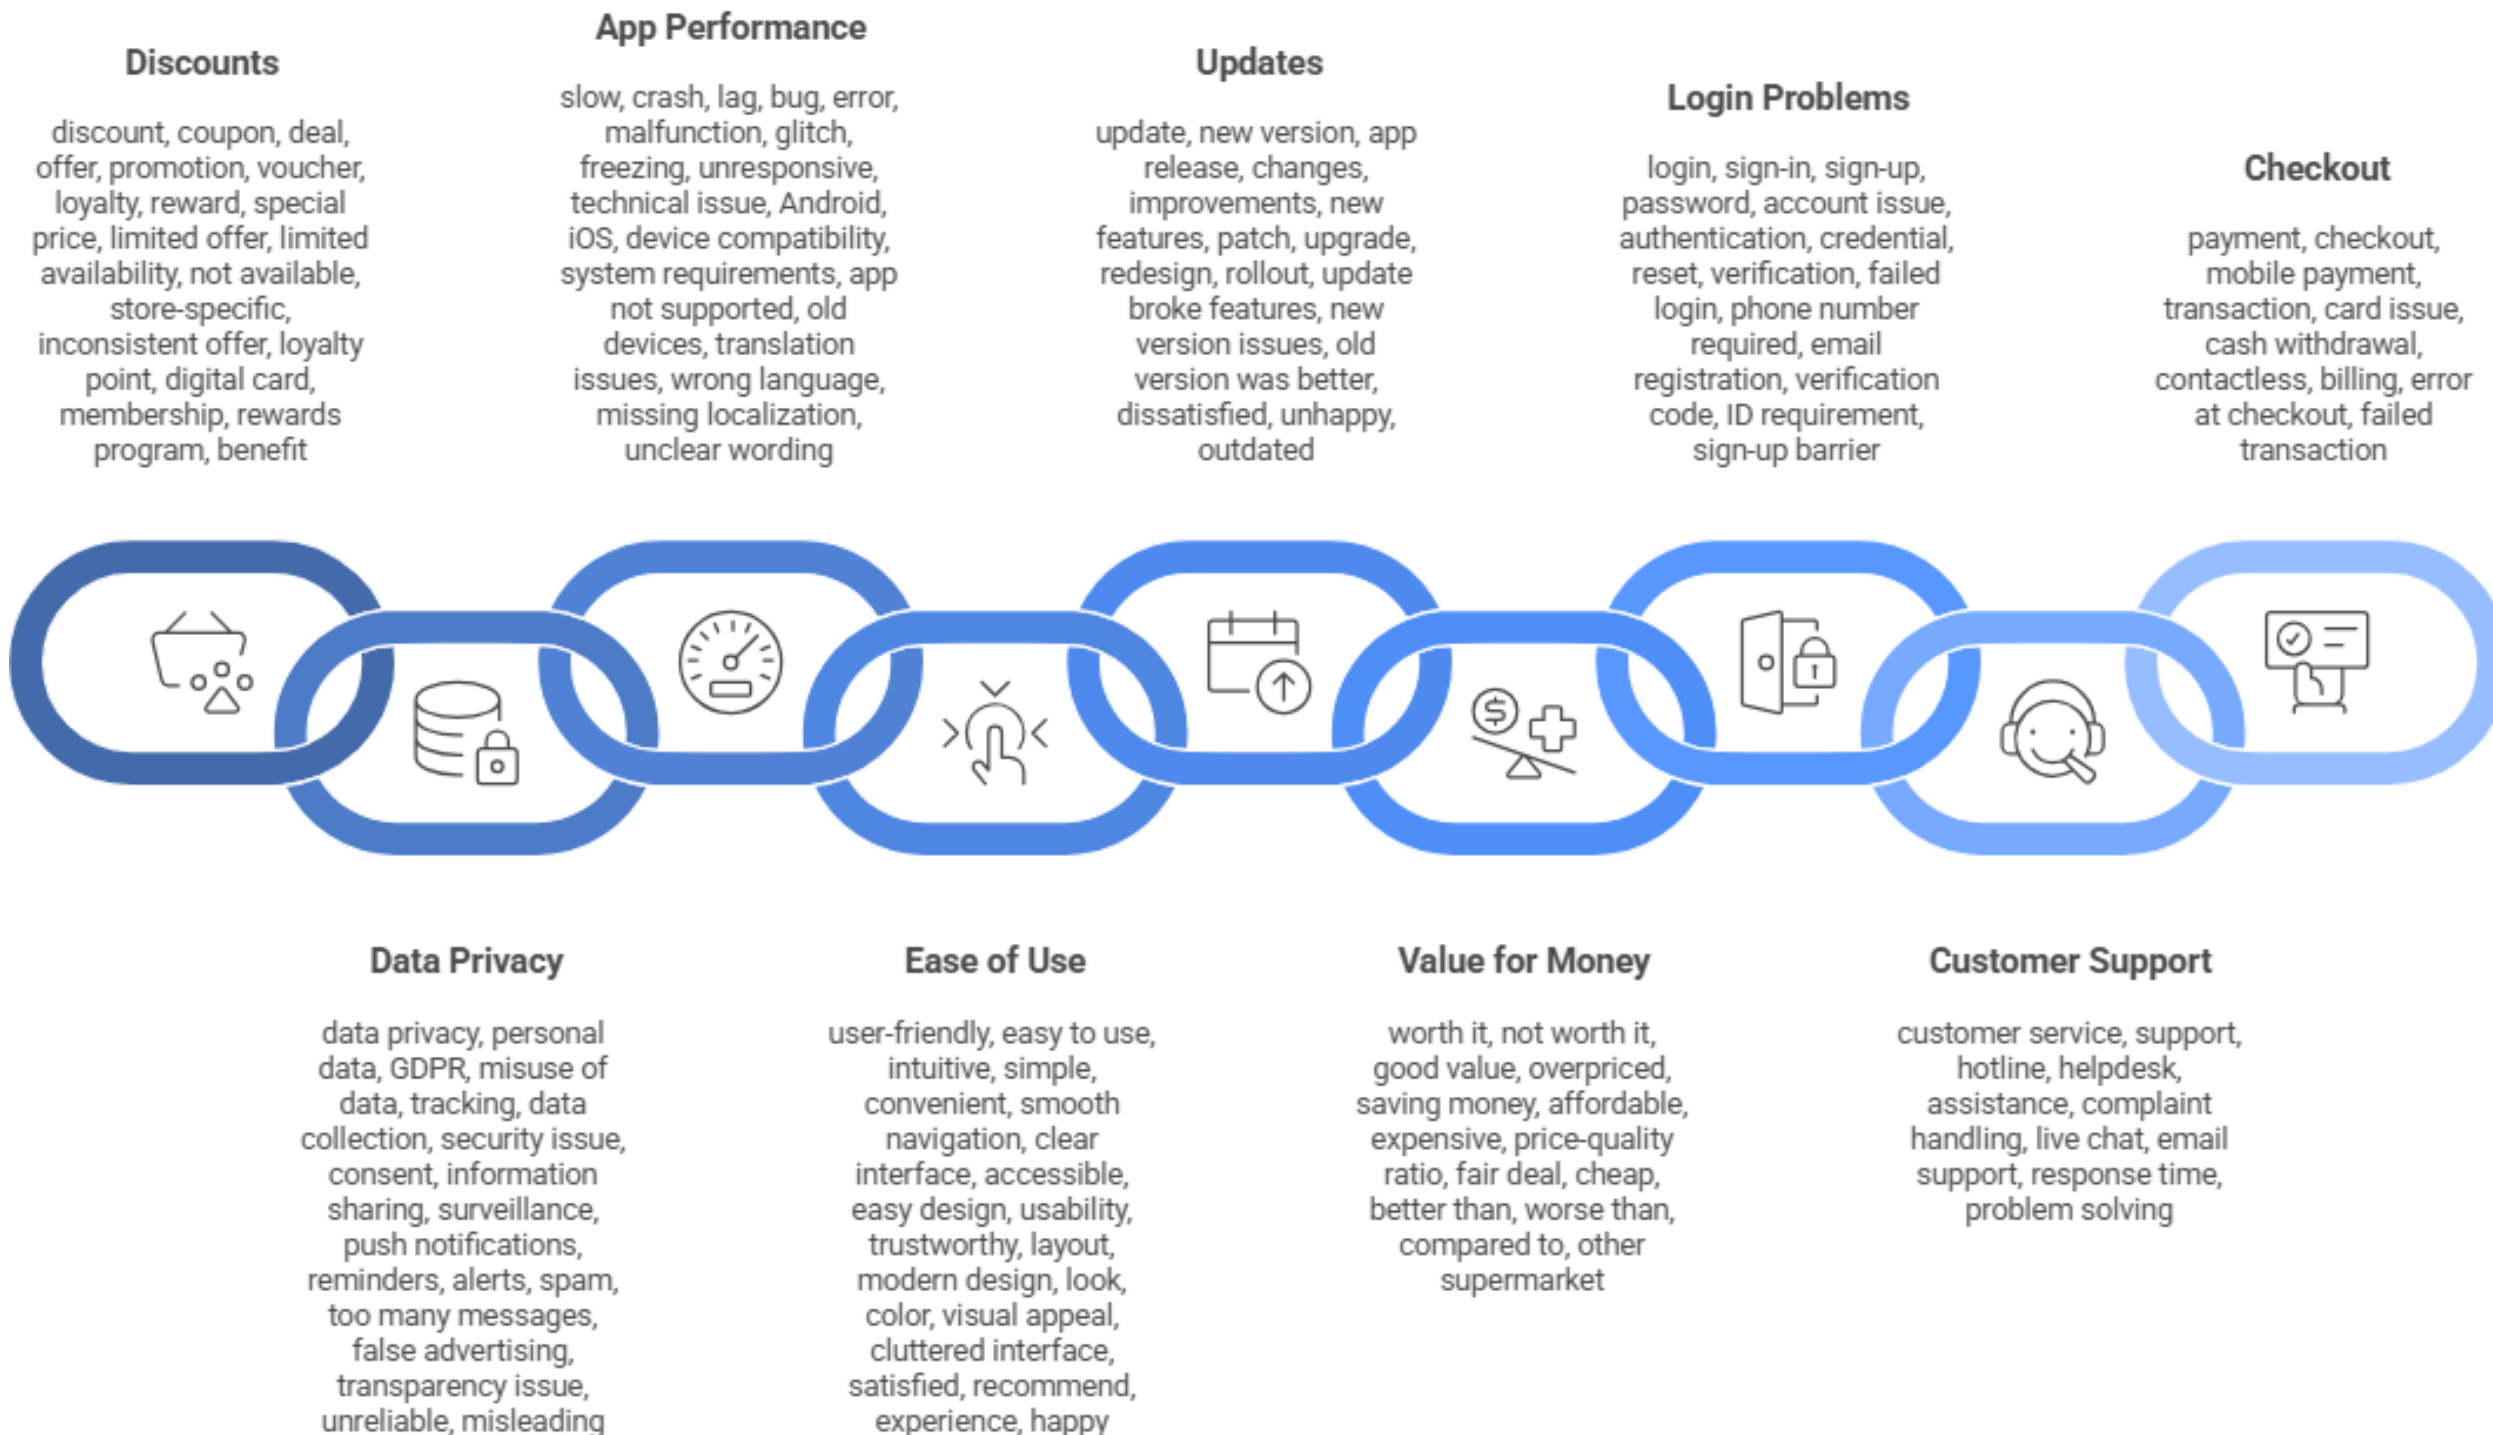 Discounts
discount, coupon, deal,
offer, promotion, voucher,
loyalty, reward, special
price, limited offer, limited
availability, not available,
store-specific,
inconsistent offer, loyalty
point, digital card,
membership, rewards
program, benefit
App Performance
slow, crash, lag, bug, error,
malfunction, glitch,
freezing, unresponsive,
technical issue, Android,
iOS, device compatibility,
system requirements, app
not supported, old
devices, translation
issues, wrong language,
missing localization,
unclear wording
Updates
update, new version, app
release, changes,
improvements, new
features, patch, upgrade,
redesign, rollout, update
broke features, new
version issues, old
version was better,
dissatisfied, unhappy,
outdated
Login Problems
login, sign-in, sign-up,
password, account issue,
authentication, credential,
reset, verification, failed
login, phone number
required, email
registration, verification
code, ID requirement,
sign-up barrier
Checkout
payment, checkout,
mobile payment,
transaction, card issue,
cash withdrawal,
contactless, billing, error
at checkout, failed
transaction
Data Privacy
data privacy, personal
data, GDPR, misuse of
data, tracking, data
collection, security issue,
consent, information
sharing, surveillance,
push notifications,
reminders, alerts, spam,
too many messages,
false advertising,
transparency issue,
unreliable, misleading
Ease of Use
user-friendly, easy to use,
intuitive, simple,
convenient, smooth
navigation, clear
interface, accessible,
easy design, usability,
trustworthy, layout,
modern design, look,
color, visual appeal,
cluttered interface,
satisfied, recommend,
experience, happy
Value for Money
worth it, not worth it,
good value, overpriced,
saving money, affordable,
expensive, price-quality
ratio, fair deal, cheap,
better than, worse than,
compared to, other
supermarket
Customer Support
customer service, support,
hotline, helpdesk,
assistance, complaint
handling, live chat, email
support, response time,
problem solving